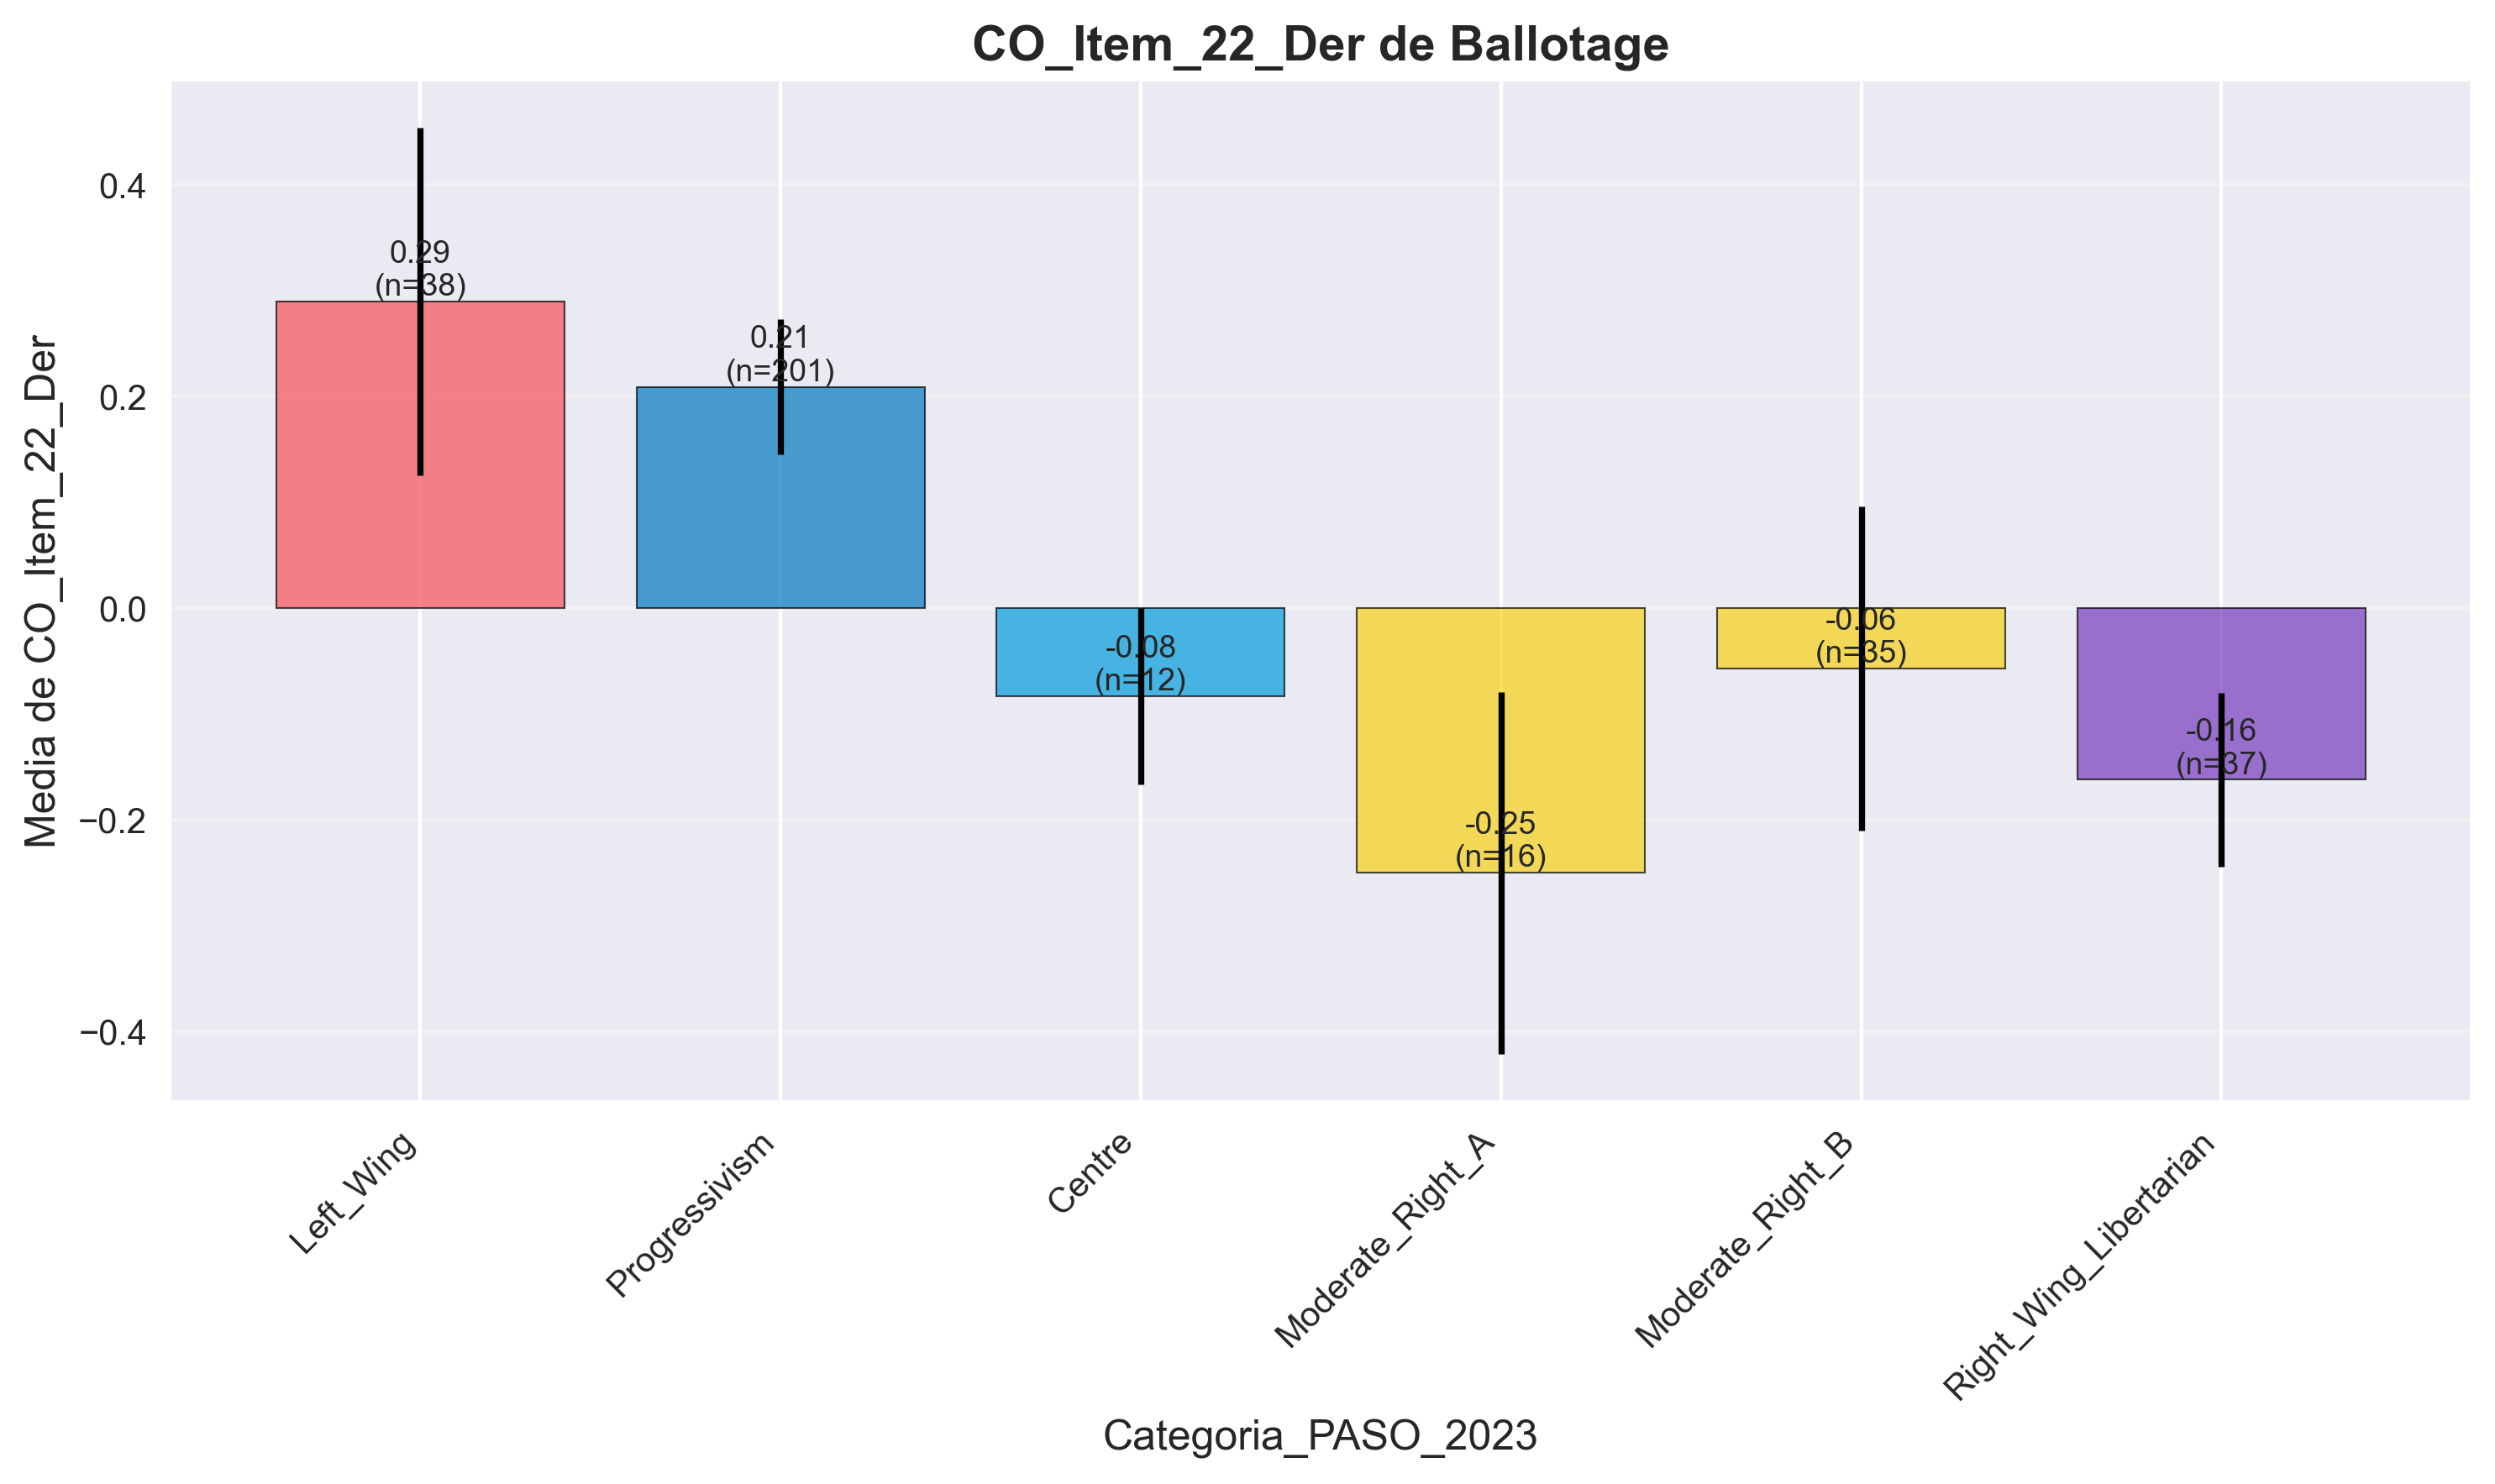 CO_Item_22_Der de Ballotage
Media de CO_Item_22_Der
0.4
0.2
0.0
−0.2
−0.4
0.29
(n=38)
0.21
(n=201)
-0.08
(n=12)
-0.25
(n=16)
-0.06
(n=35)
-0.16
(n=37)
Left_Wing
Progressivism
Centre
Moderate_Right_A
Moderate_Right_B
Right_Wing_Libertarian
Categoria_PASO_2023